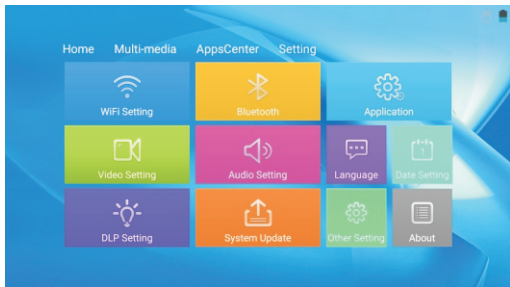 Home Multi-media AppsCenter Setting
WiFi Setting Bluetooth Application
Video Setting Audio Setting Language Date Setting
DLP Setting System Update Other Setting About